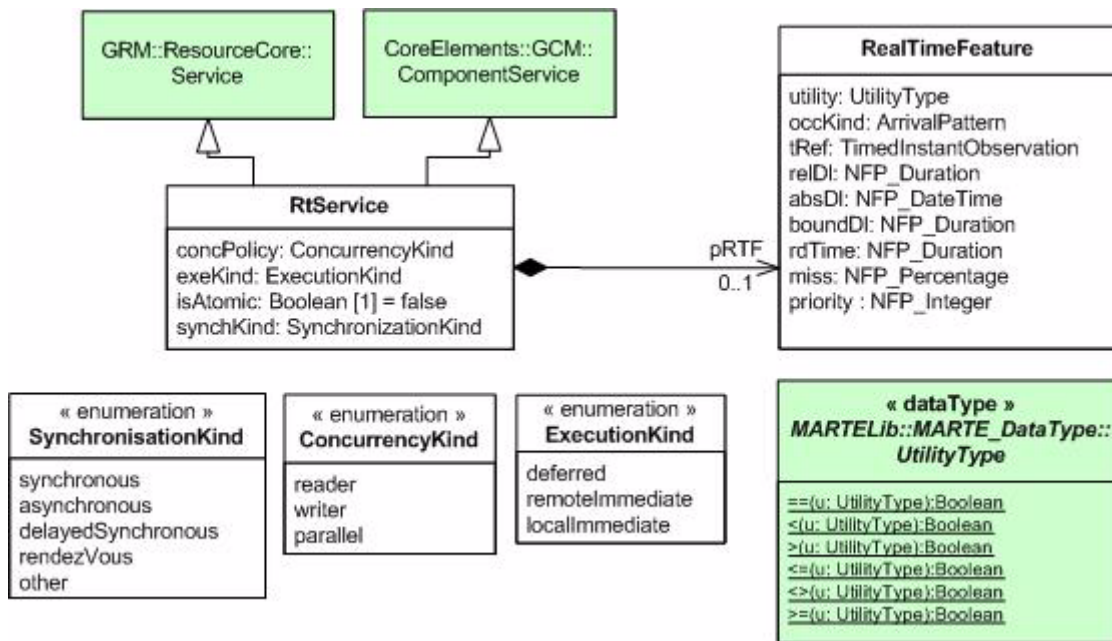 GRM::ResourceCore::
Service
CoreElements::GCM::
ComponentService
RealTimeFeature
utility: UtilityType
occKind: ArrivalPattern
tRef: TimedInstantObservation
relDl: NFP_Duration
absDl: NFP_DateTime
boundDl: NFP_Duration
rdTime: NFP_Duration
miss: NFP_Percentage
priority : NFP_Integer
RtService
concPolicy: ConcurrencyKind
exeKind: ExecutionKind
isAtomic: Boolean [1] = false
synchKind: SynchronizationKind
pRTF
0..1
« enumeration »
SynchronisationKind
synchronous
asynchronous
delayedSynchronous
rendezVous
other
« enumeration »
ConcurrencyKind
reader
writer
parallel
« enumeration »
ExecutionKind
deferred
remoteImmediate
localImmediate
« dataType »
MARTELib::MARTE_DataType::
UtilityType
==(u: UtilityType):Boolean
<(u: UtilityType):Boolean
>(u: UtilityType):Boolean
<=(u: UtilityType):Boolean
<>(u: UtilityType):Boolean
>=(u: UtilityType):Boolean